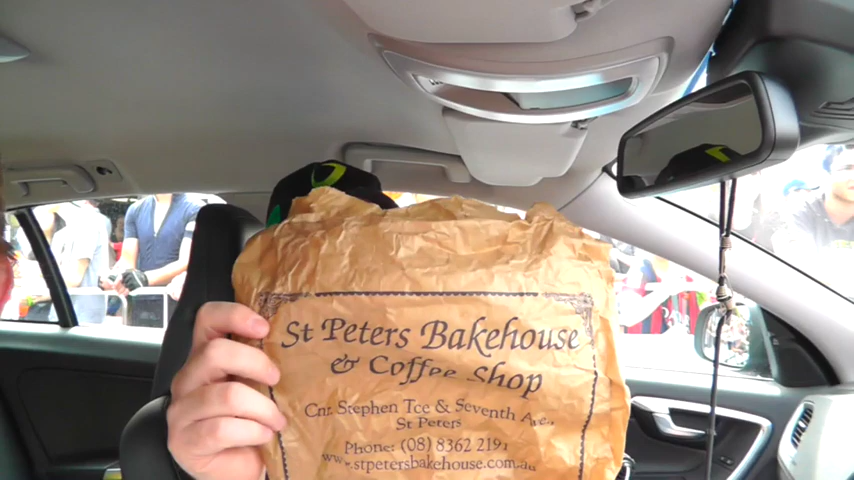 St Peters Bakehouse
& Coffee Shop
Cnr. Stephen Tce & Seventh Ave.,
St Peters
Phone: (08) 8362 2191
www.stpetersbakehouse.com.au